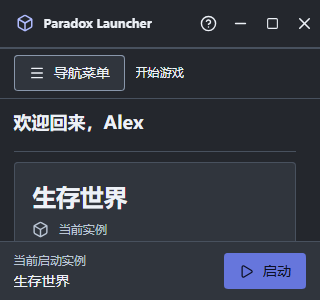 Paradox Launcher
导航菜单 开始游戏
欢迎回来，Alex
生存世界
当前实例
当前启动实例
生存世界
启动